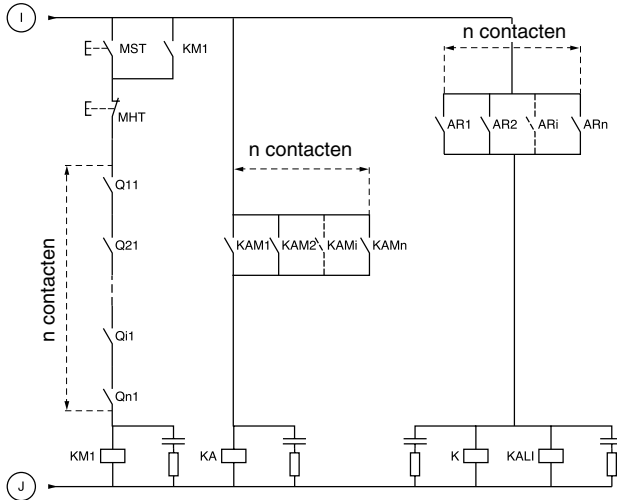 I
MST
KM1
n contacten
MHT
AR1
AR2
ARi
ARn
n contacten
Q11
n contacten
Q21
KAM1
KAM2
KAMi
KAMn
Qi1
Qn1
KM1
KA
K
KALI
J